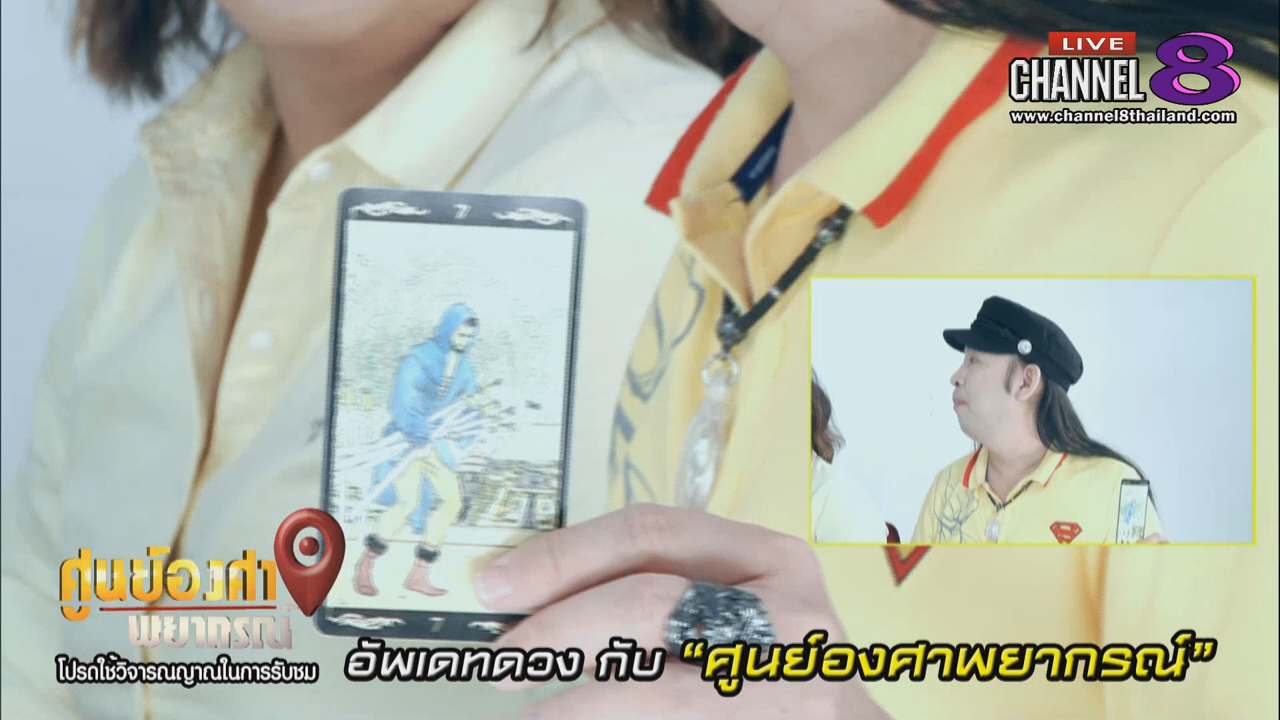 LIVE
CHANNEL 8
www.channel8thailand.com
7
ศูนย์องศา
พยากรณ์
โปรดใช้วิจารณญาณในการรับชม
อัพเดทดวง กับ “ศูนย์องศาพยากรณ์”